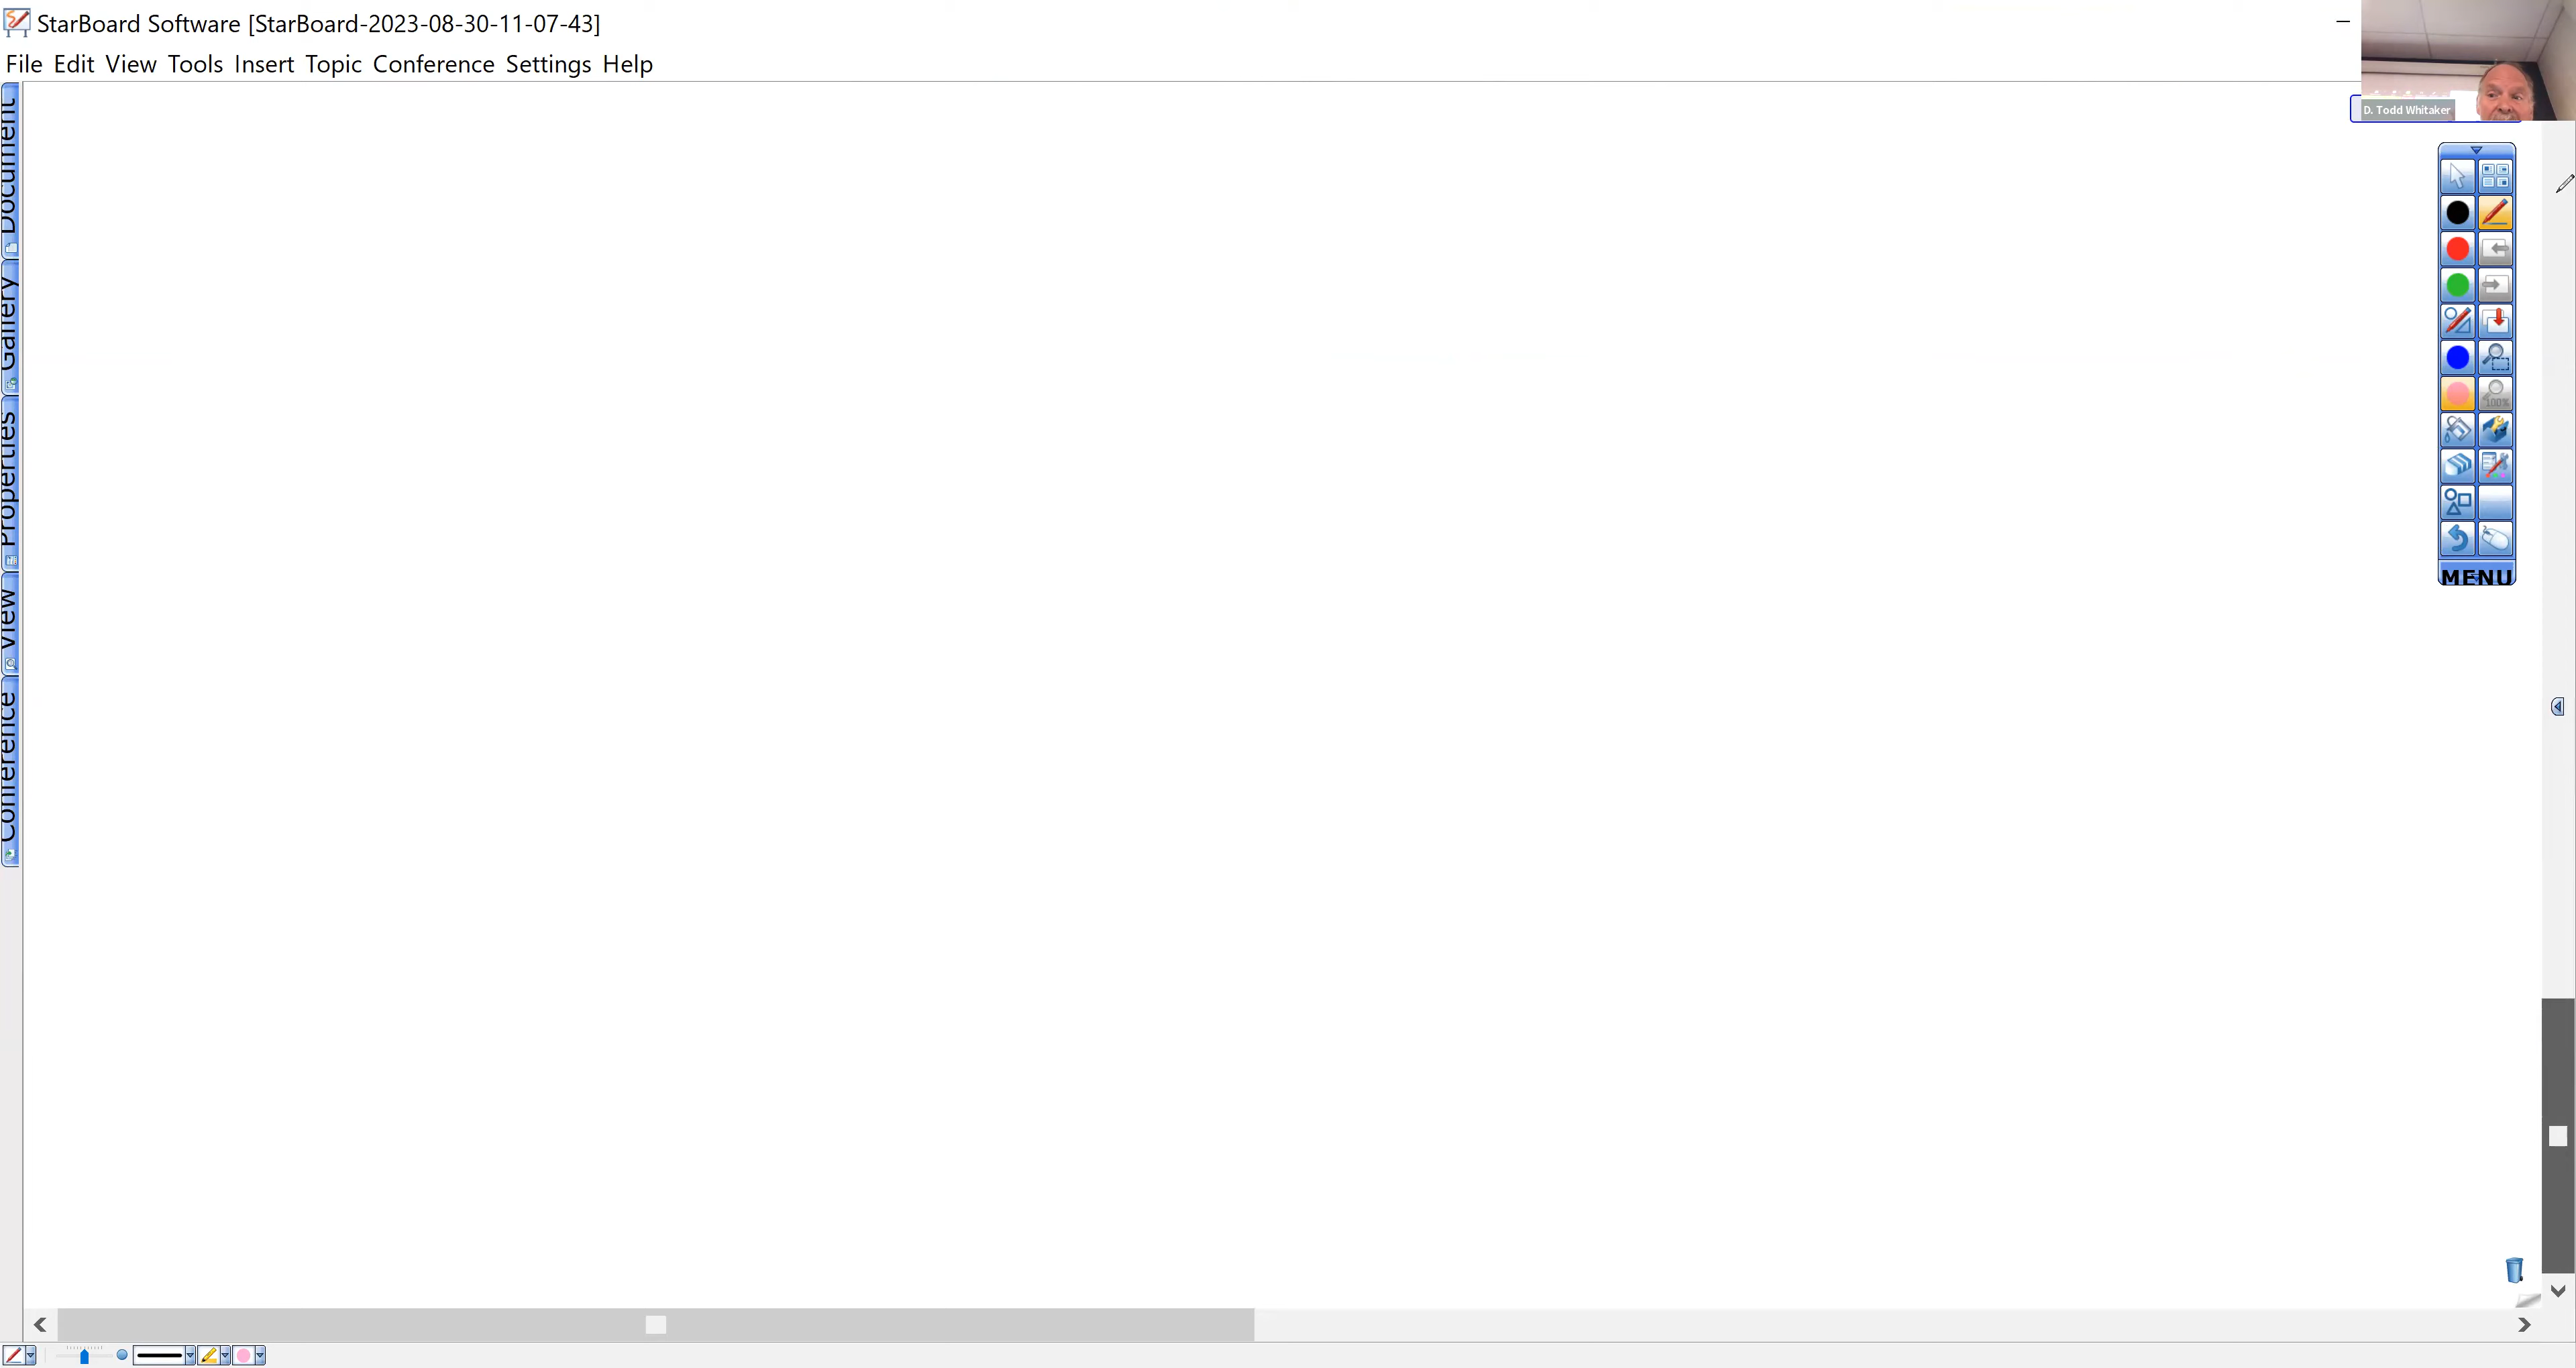 StarBoard Software [StarBoard-2023-08-30-11-07-43]
File Edit View Tools Insert Topic Conference Settings Help
D. Todd Whitaker
Document
Gallery
Properties
View
Conference
100%
MENU